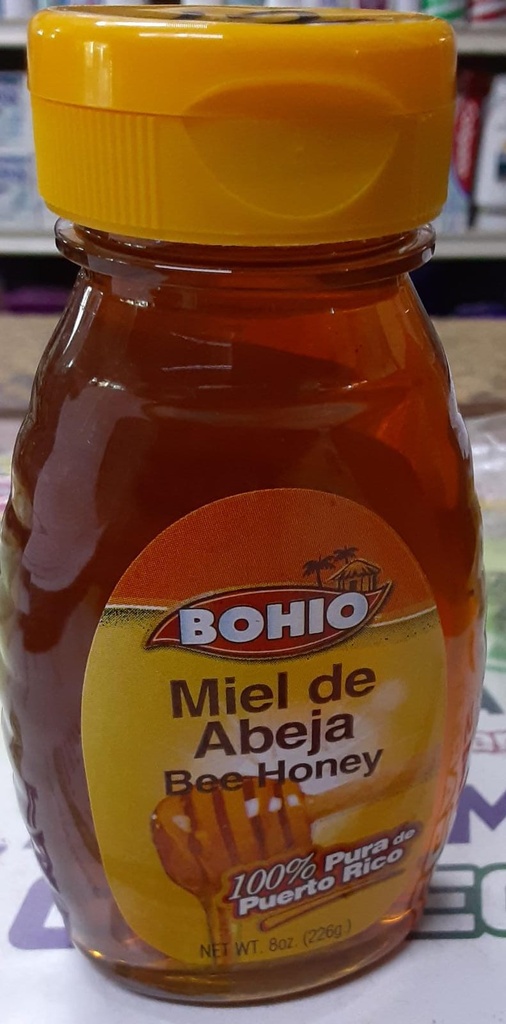 BOHIO
Miel de
Abeja
Bee Honey
100% Pura de
Puerto Rico
NET WT. 8oz. (226g.)